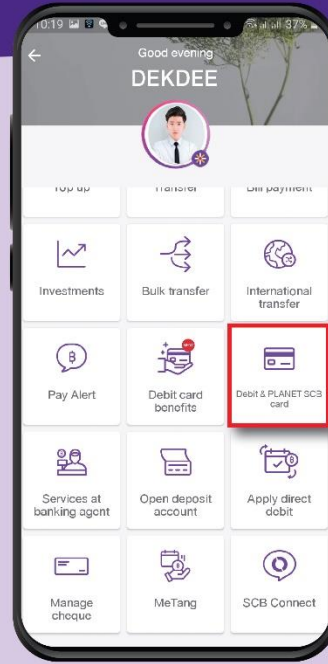 0:19
37%
Good evening
DEKDEE
Top up
Transfer
Bill payment
Investments
Bulk transfer
International
transfer
Pay Alert
Debit card
benefits
Debit & PLANET SCB
card
Services at
banking agent
Open deposit
account
Apply direct
debit
Manage
cheque
MeTang
SCB Connect